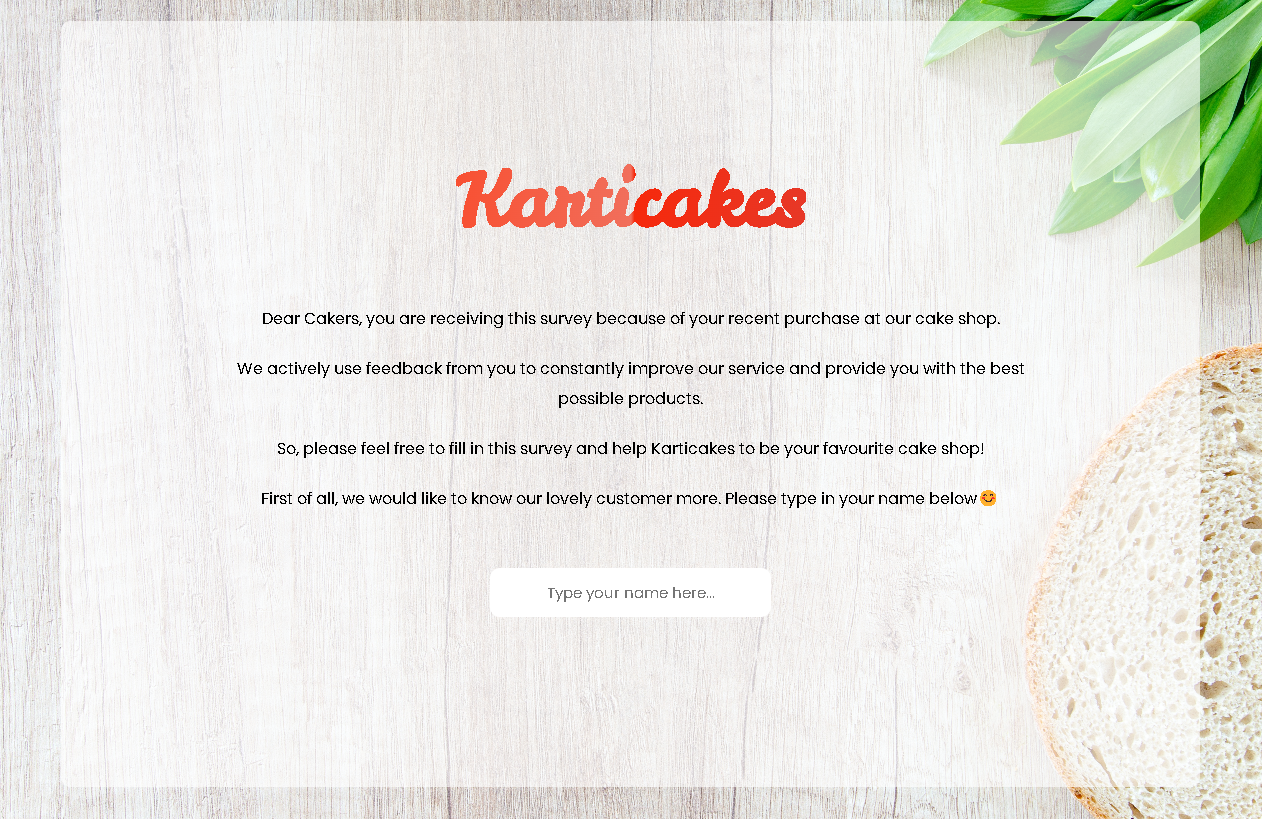 Karticakes
Dear Cakers, you are receiving this survey because of your recent purchase at our cake shop.
We actively use feedback from you to constantly improve our service and provide you with the best
possible products.
So, please feel free to fill in this survey and help Karticakes to be your favourite cake shop!
First of all, we would like to know our lovely customer more. Please type in your name below 😊
Type your name here...